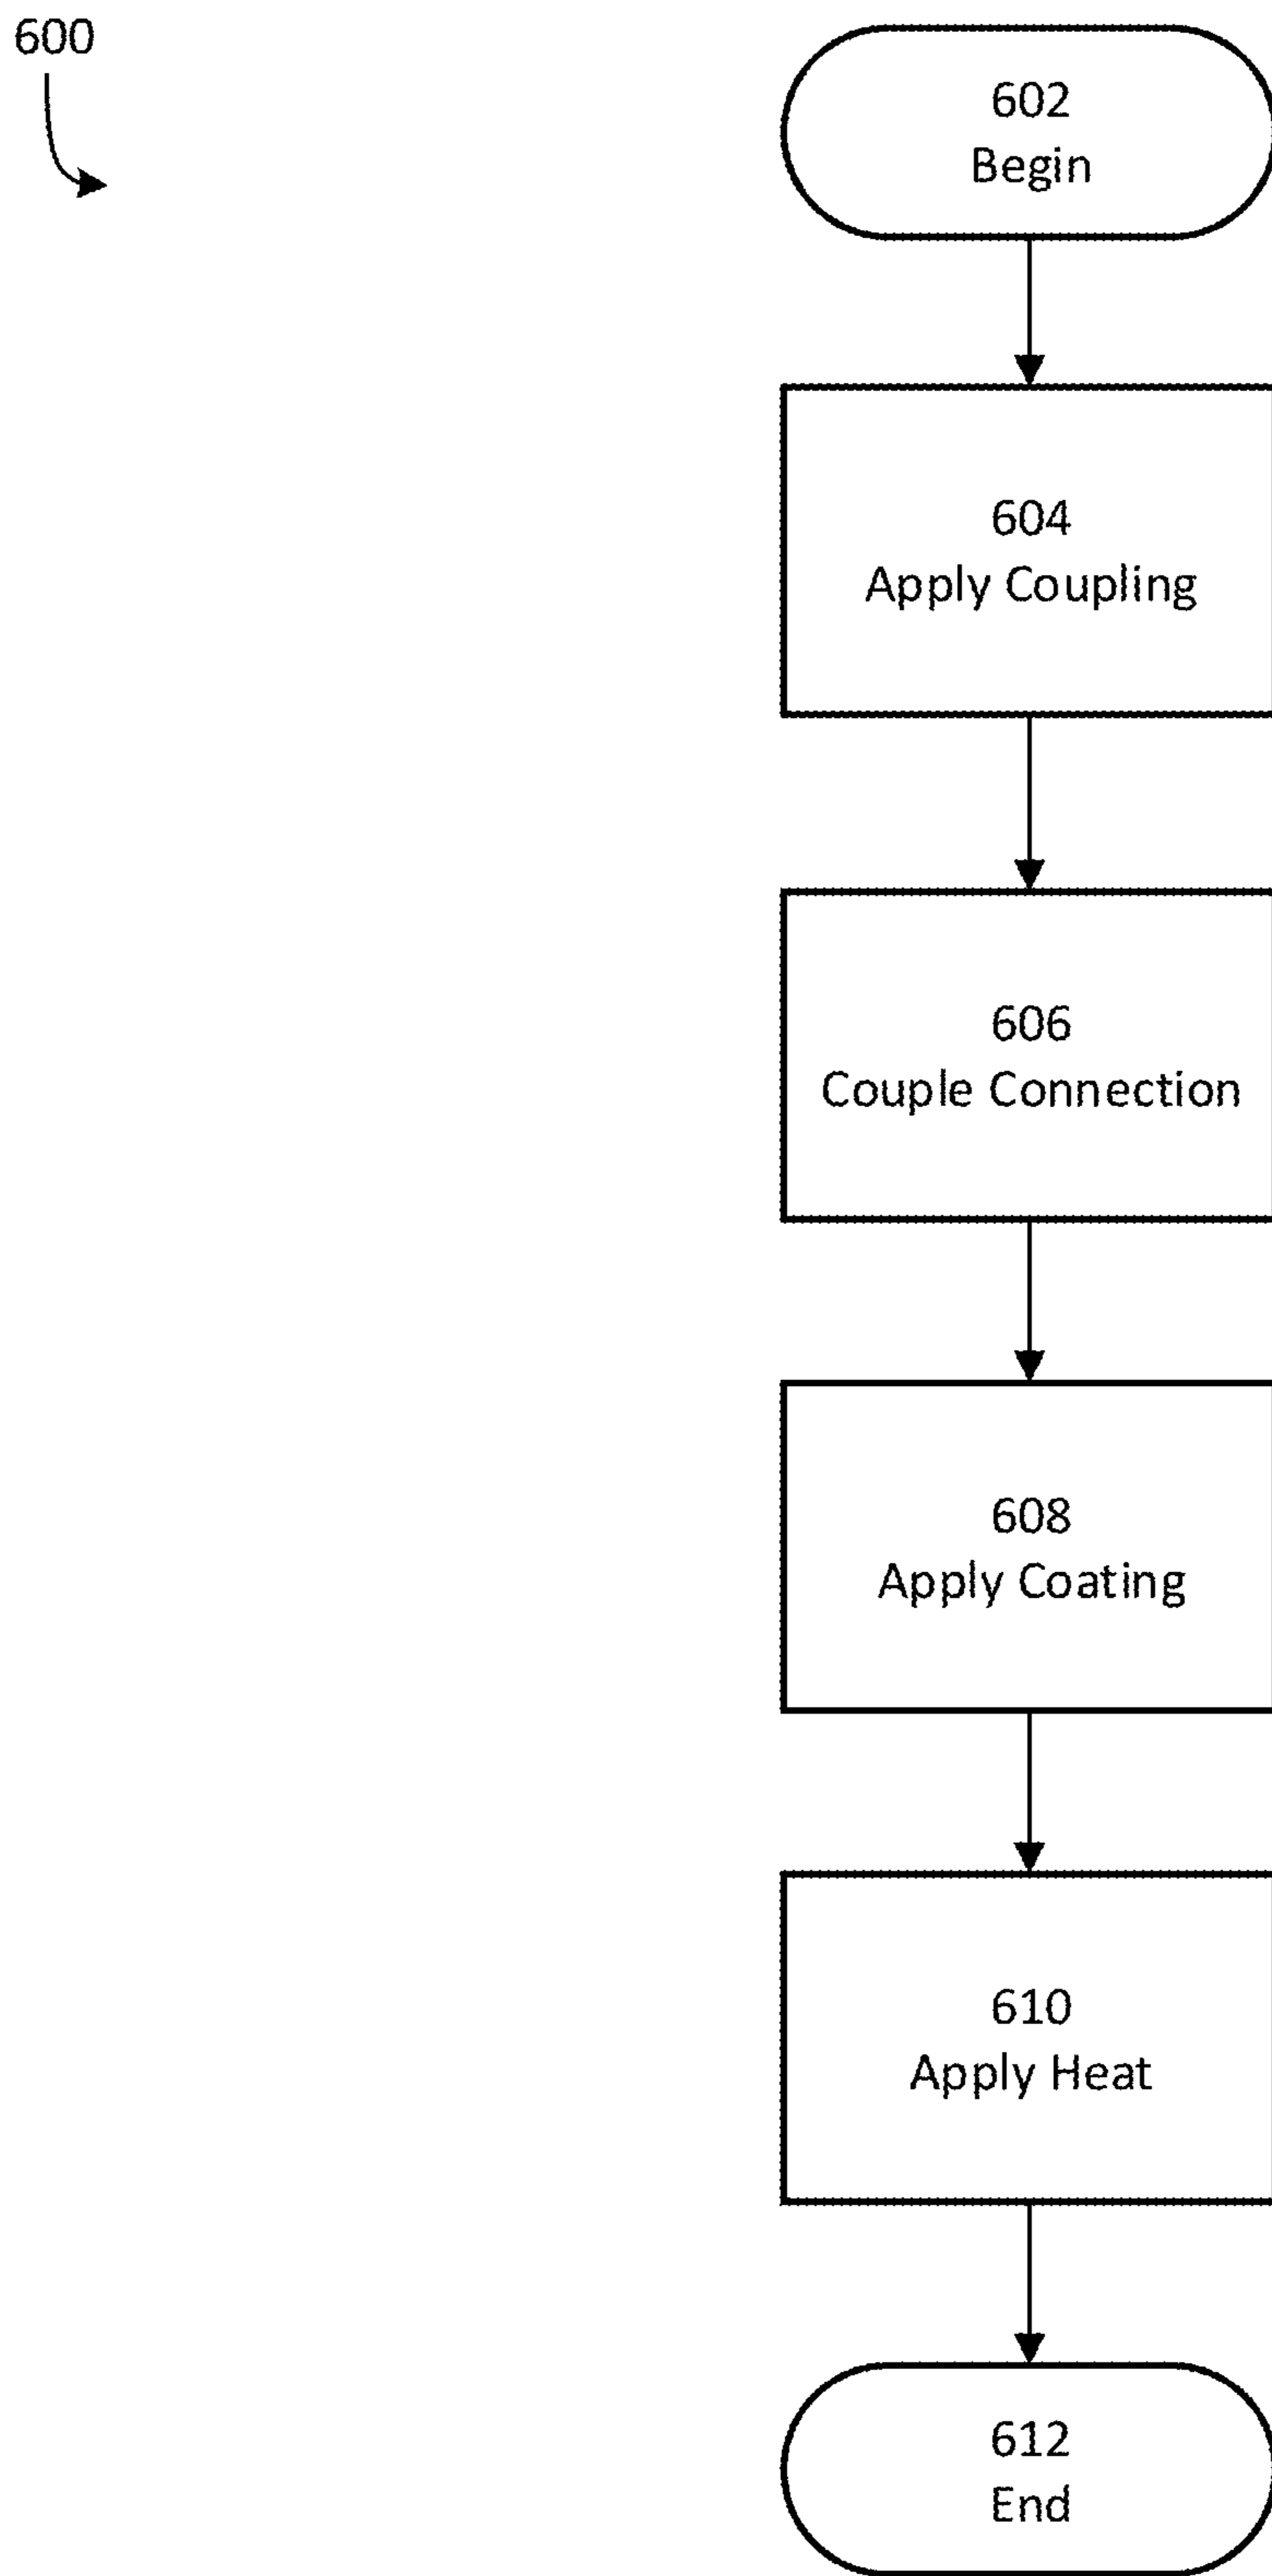 600
602
Begin
604
Apply Coupling
606
Couple Connection
608
Apply Coating
610
Apply Heat
612
End